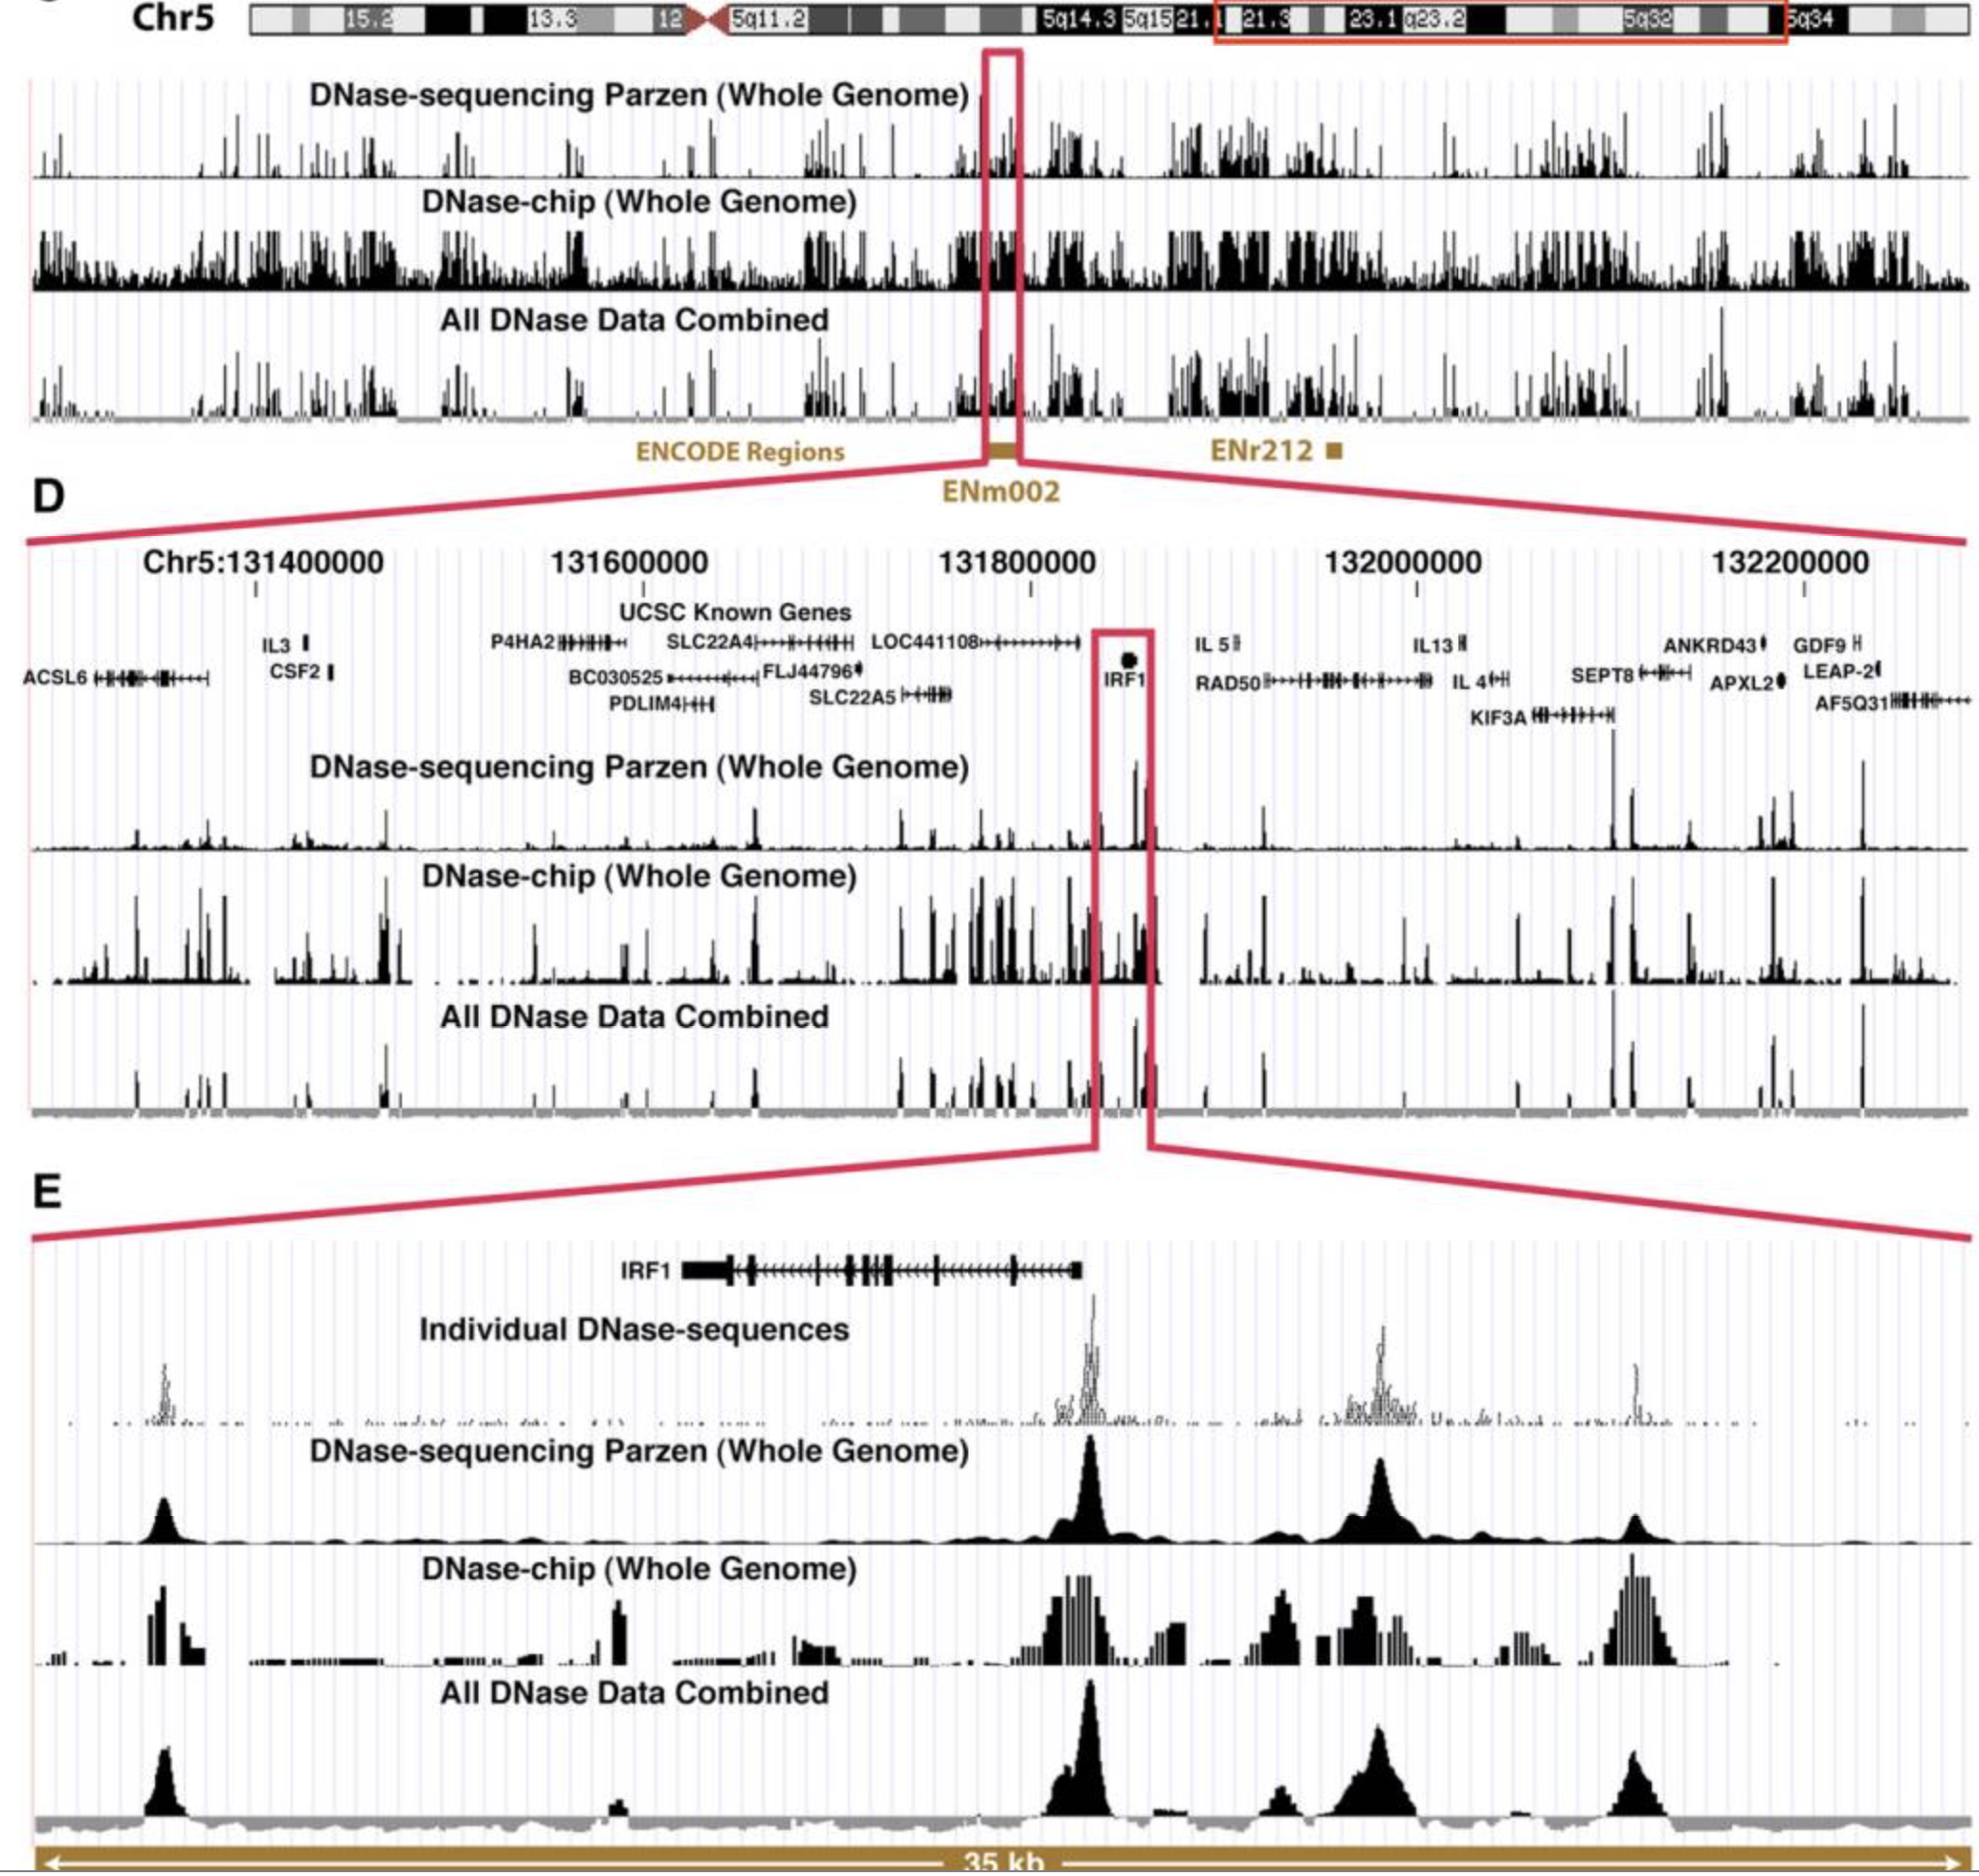 Chr5 15.2 13.3 12 5q11.2 5q14.3 5q15 21.1 21.3 23.1 q23.2 5q32 5q34
DNase-sequencing Parzen (Whole Genome)
DNase-chip (Whole Genome)
All DNase Data Combined
ENCODE Regions ENr212
ENm002
D
Chr5:131400000 131600000 131800000 132000000 132200000
UCSC Known Genes
IL3 P4HA2 SLC22A4 LOC441108 IL 5 IL13 ANKRD43 GDF9
ACSL6 CSF2 BC030525 FLJ44796 IRF1 RAD50 IL 4 SEPT8 APXL2 LEAP-2
PDLIM4 SLC22A5 KIF3A AF5Q31
DNase-sequencing Parzen (Whole Genome)
DNase-chip (Whole Genome)
All DNase Data Combined
E
IRF1
Individual DNase-sequences
DNase-sequencing Parzen (Whole Genome)
DNase-chip (Whole Genome)
All DNase Data Combined
35 kb